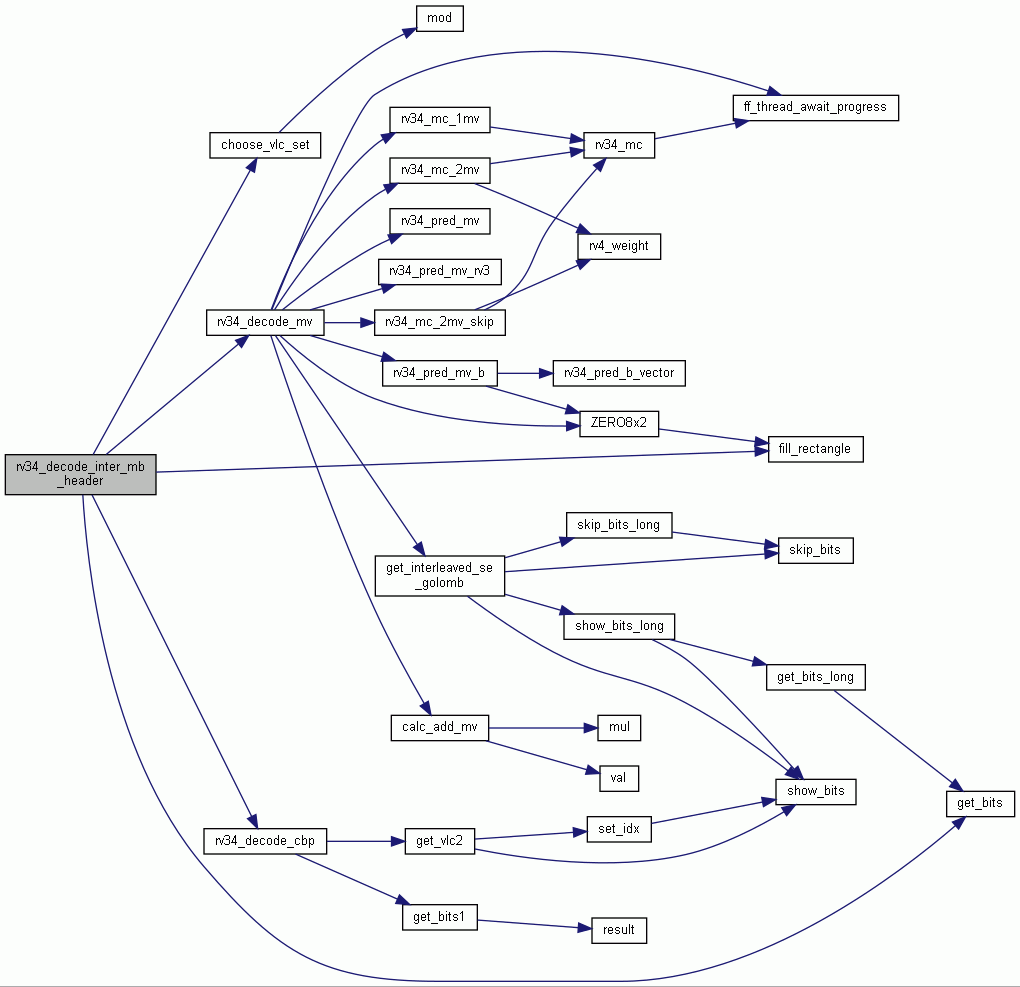 mod
ff_thread_await_progress
rv34_mc_1mv
choose_vlc_set
rv34_mc
rv34_mc_2mv
rv34_pred_mv
rv4_weight
rv34_pred_mv_rv3
rv34_decode_mv
rv34_mc_2mv_skip
rv34_pred_mv_b
rv34_pred_b_vector
ZERO8x2
fill_rectangle
rv34_decode_inter_mb
_header
skip_bits_long
skip_bits
get_interleaved_se
_golomb
show_bits_long
get_bits_long
calc_add_mv
mul
val
show_bits
get_bits
set_idx
rv34_decode_cbp
get_vlc2
get_bits1
result